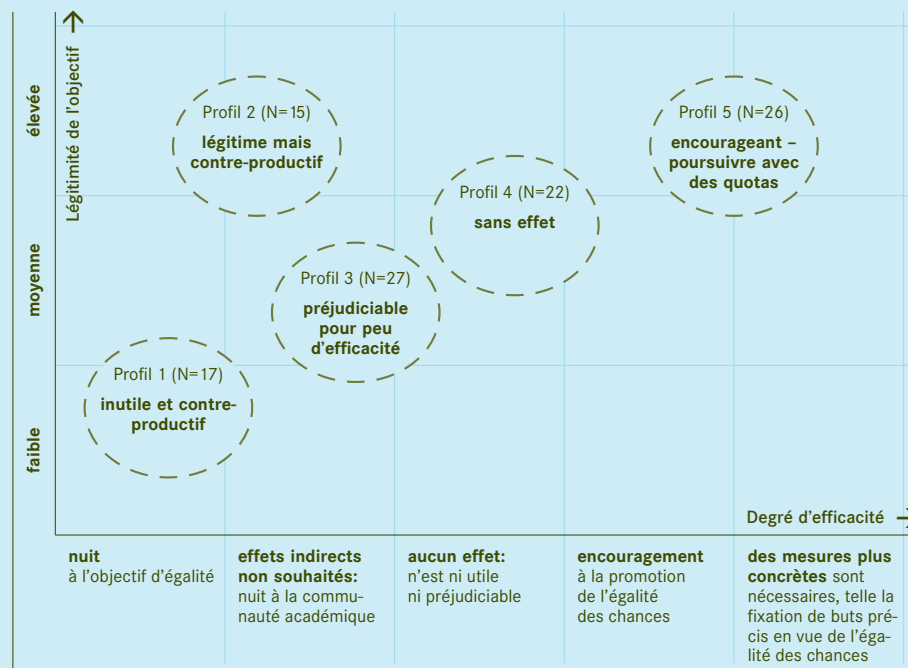 Légitimité de l'objectif
élevée
moyenne
faible
Profil 2 (N=15)
légitime mais
contre-productif
Profil 5 (N=26)
encourageant –
poursuivre avec
des quotas
Profil 4 (N=22)
sans effet
Profil 3 (N=27)
préjudiciable
pour peu
d'efficacité
Profil 1 (N=17)
inutile et contre-
productif
Degré d'efficacité
nuit
à l'objectif d'égalité
effets indirects
non souhaités:
nuit à la commu-
nauté académique
aucun effet:
n'est ni utile
ni préjudiciable
encouragement
à la promotion
de l'égalité
des chances
des mesures plus
concrètes sont
nécessaires, telle la
fixation de buts pré-
cis en vue de l'éga-
lité des chances